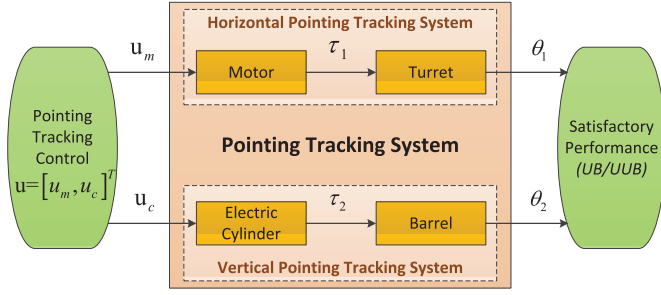 Horizontal Pointing Tracking System
u_m
Motor
τ_1
Turret
θ_1
Pointing
Tracking
Control
u=[u_m,u_c]^T
Pointing Tracking System
Satisfactory
Performance
(UB/UUB)
u_c
Electric
Cylinder
τ_2
Barrel
θ_2
Vertical Pointing Tracking System